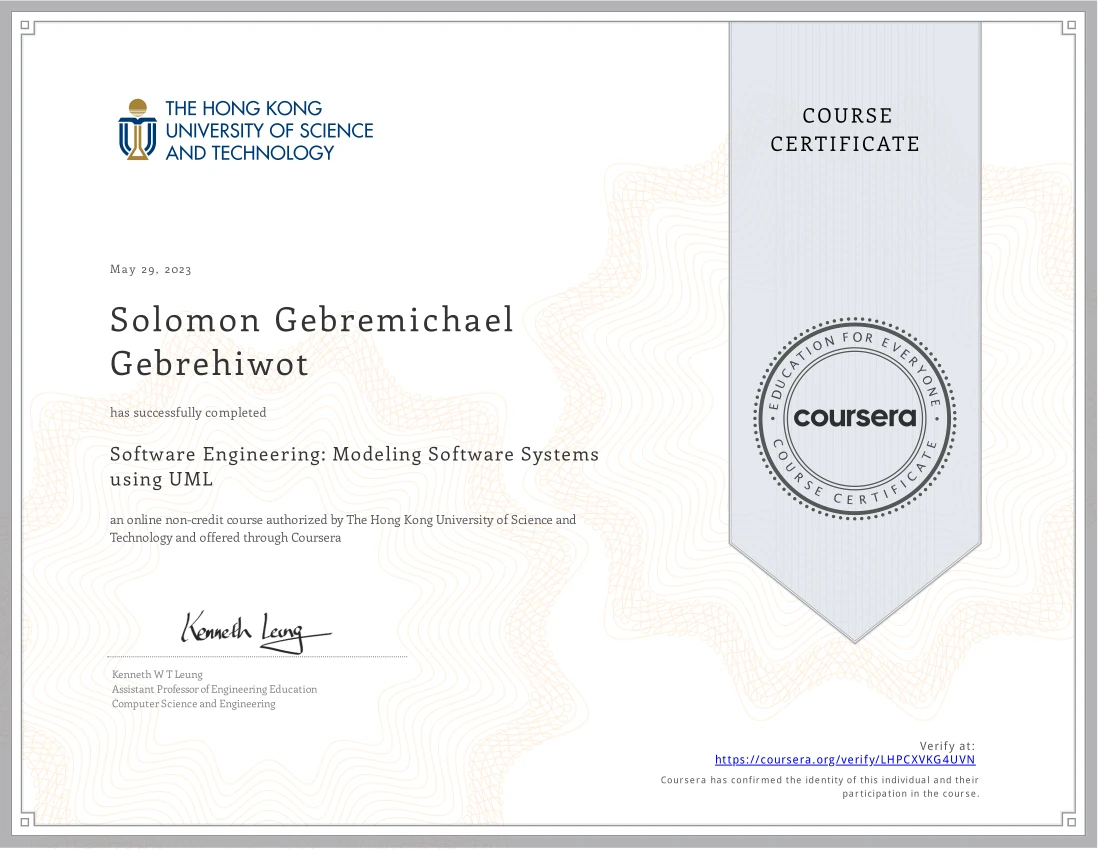 THE HONG KONG
UNIVERSITY OF SCIENCE
AND TECHNOLOGY
COURSE
CERTIFICATE
May 29, 2023
Solomon Gebremichael
Gebrehiwot
has successfully completed
Software Engineering: Modeling Software Systems
using UML
an online non-credit course authorized by The Hong Kong University of Science and
Technology and offered through Coursera
EDUCATION FOR EVERYONE
coursera
COURSE CERTIFICATE
Kenneth Leung
Kenneth W T Leung
Assistant Professor of Engineering Education
Computer Science and Engineering
Verify at:
https://coursera.org/verify/LHPCXVKG4UVN
Coursera has confirmed the identity of this individual and their
participation in the course.